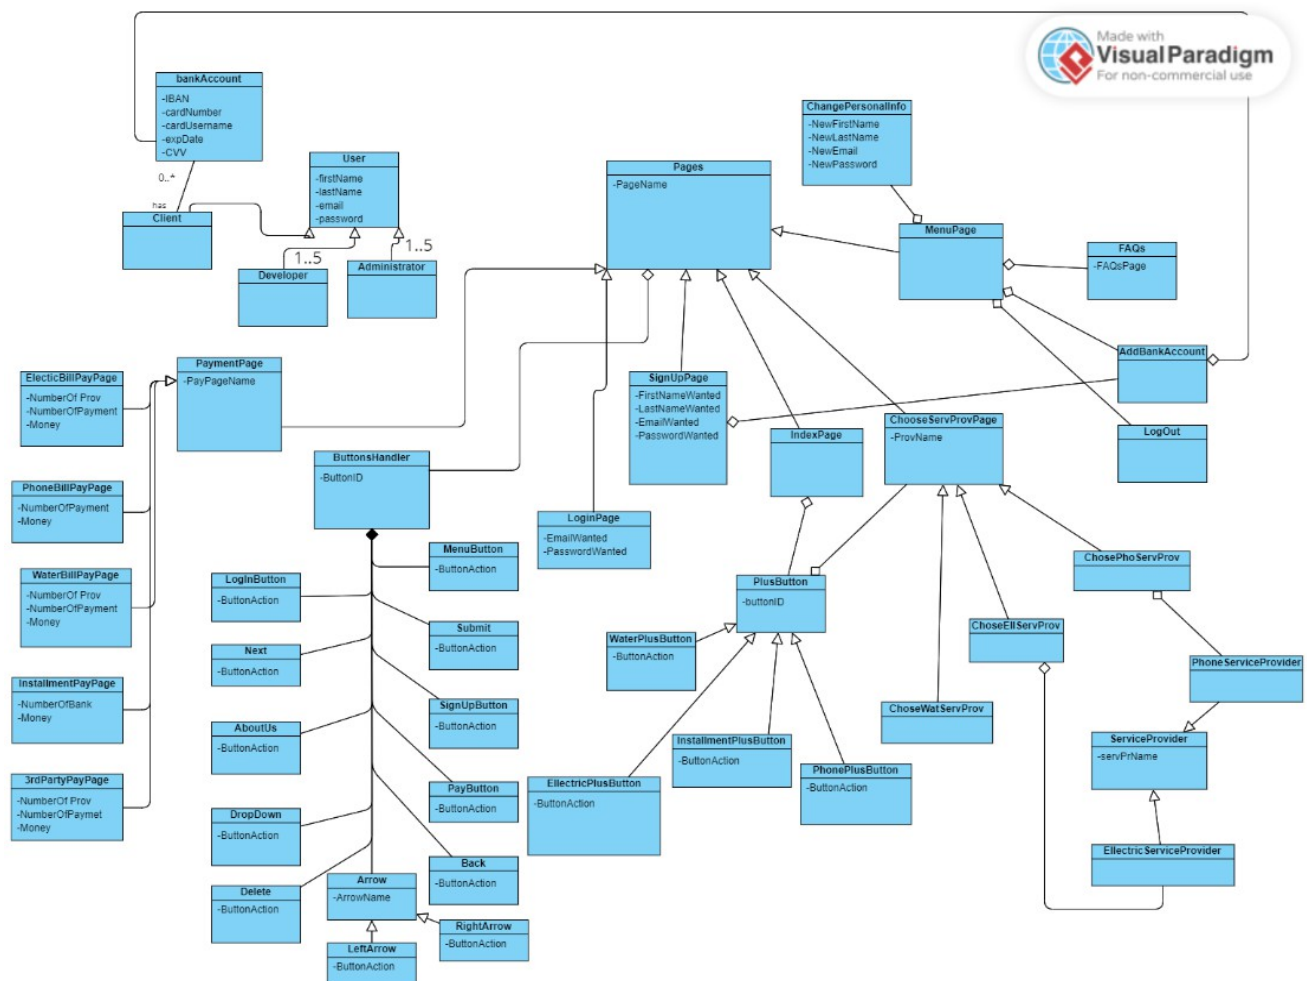 Made with
Visual Paradigm
For non-commercial use
bankAccount
-IBAN
-cardNumber
-cardUsername
-expDate
-CVV
0..*
has
Client
User
-firstName
-lastName
-email
-password
1..5
1..5
Developer
Administrator
Pages
-PageName
ChangePersonalInfo
-NewFirstName
-NewLastName
-NewEmail
-NewPassword
MenuPage
FAQs
-FAQsPage
AddBankAccount
LogOut
PaymentPage
-PayPageName
ElecticBillPayPage
-NumberOf Prov
-NumberOfPayment
-Money
PhoneBillPayPage
-NumberOfPayment
-Money
WaterBillPayPage
-NumberOf Prov
-NumberOfPayment
-Money
InstallmentPayPage
-NumberOfBank
-Money
3rdPartyPayPage
-NumberOf Prov
-NumberOfPaymet
-Money
SignUpPage
-FirstNameWanted
-LastNameWanted
-EmailWanted
-PasswordWanted
IndexPage
ChooseServProvPage
-ProvName
ButtonsHandler
-ButtonID
LoginPage
-EmailWanted
-PasswordWanted
MenuButton
-ButtonAction
LogInButton
-ButtonAction
Submit
-ButtonAction
Next
-ButtonAction
SignUpButton
-ButtonAction
AboutUs
-ButtonAction
PayButton
-ButtonAction
DropDown
-ButtonAction
Back
-ButtonAction
Delete
-ButtonAction
Arrow
-ArrowName
RightArrow
-ButtonAction
LeftArrow
-ButtonAction
PlusButton
-buttonID
WaterPlusButton
-ButtonAction
InstallmentPlusButton
-ButtonAction
EllectricPlusButton
-ButtonAction
PhonePlusButton
-ButtonAction
ChosePhoServProv
ChoseEllServProv
ChoseWatServProv
PhoneServiceProvider
ServiceProvider
-servPrName
EllectricServiceProvider